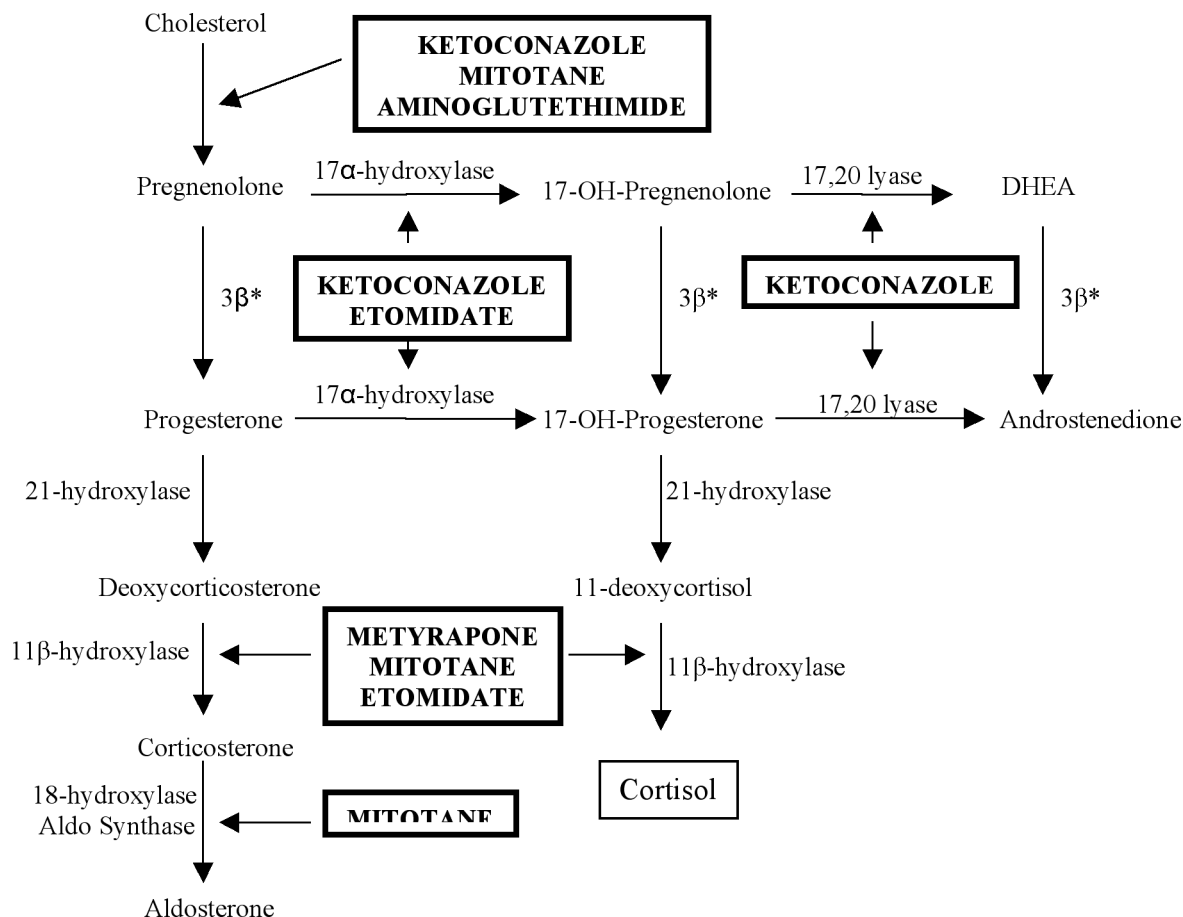 Cholesterol
KETOCONAZOLE
MITOTANE
AMINOGLUTETHIMIDE
17α-hydroxylase
17,20 lyase
Pregnenolone
17-OH-Pregnenolone
DHEA
KETOCONAZOLE
ETOMIDATE
KETOCONAZOLE
3β*
3β*
3β*
17α-hydroxylase
17,20 lyase
Progesterone
17-OH-Progesterone
Androstenedione
21-hydroxylase
21-hydroxylase
Deoxycorticosterone
11-deoxycortisol
METYRAPONE
MITOTANE
ETOMIDATE
11β-hydroxylase
11β-hydroxylase
Corticosterone
Cortisol
18-hydroxylase
Aldo Synthase
MITOTANE
Aldosterone